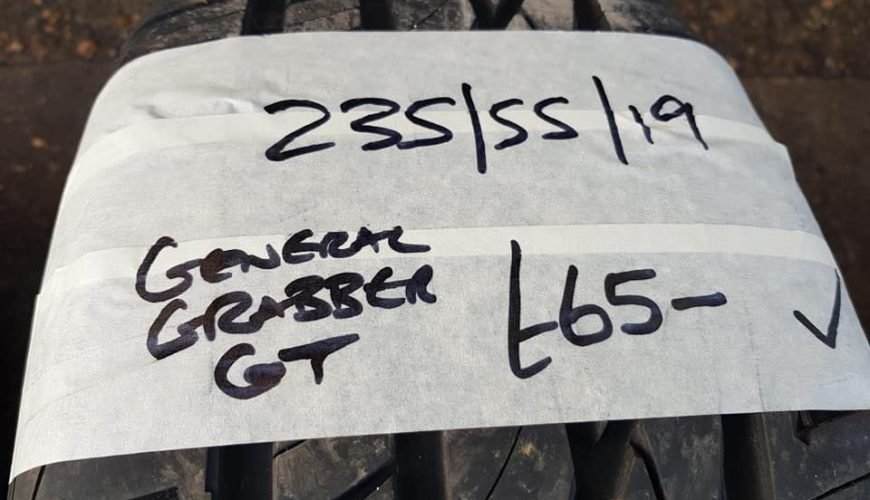 235/55/19
GENERAL
GRABBER
GT
£65-